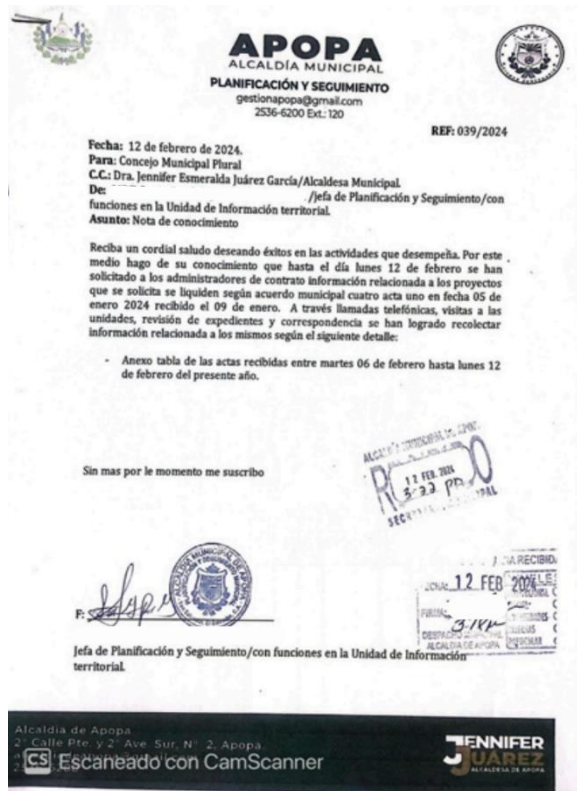 APOPA
ALCALDÍA MUNICIPAL
PLANIFICACIÓN Y SEGUIMIENTO
gestionapopa@gmail.com
2536-6200 Ext.: 120
REF: 039/2024
Fecha: 12 de febrero de 2024.
Para: Concejo Municipal Plural
C.C.: Dra. Jennifer Esmeralda Juárez García/Alcaldesa Municipal.
De: /jefa de Planificación y Seguimiento/con
funciones en la Unidad de Información territorial.
Asunto: Nota de conocimiento
Reciba un cordial saludo deseando éxitos en las actividades que desempeña. Por este
medio hago de su conocimiento que hasta el día lunes 12 de febrero se han
solicitado a los administradores de contrato información relacionada a los proyectos
que se solicita se liquiden según acuerdo municipal cuatro acta uno en fecha 05 de
enero 2024 recibido el 09 de enero. A través llamadas telefónicas, visitas a las
unidades, revisión de expedientes y correspondencia se han logrado recolectar
información relacionada a los mismos según el siguiente detalle:
- Anexo tabla de las actas recibidas entre martes 06 de febrero hasta lunes 12
de febrero del presente año.
Sin mas por le momento me suscribo
12 FEB. 2024
RECIBIDA
12 FEB 2024
DESPACHO
ALCALDIA DE APOPA
F:
Jefa de Planificación y Seguimiento/con funciones en la Unidad de Información
territorial.
Alcaldía de Apopa
2° Calle Pte. y 2° Ave. Sur, N° 2, Apopa.
CS Escaneado con CamScanner
JENNIFER
JUÁREZ
ALCALDESA DE APOPA